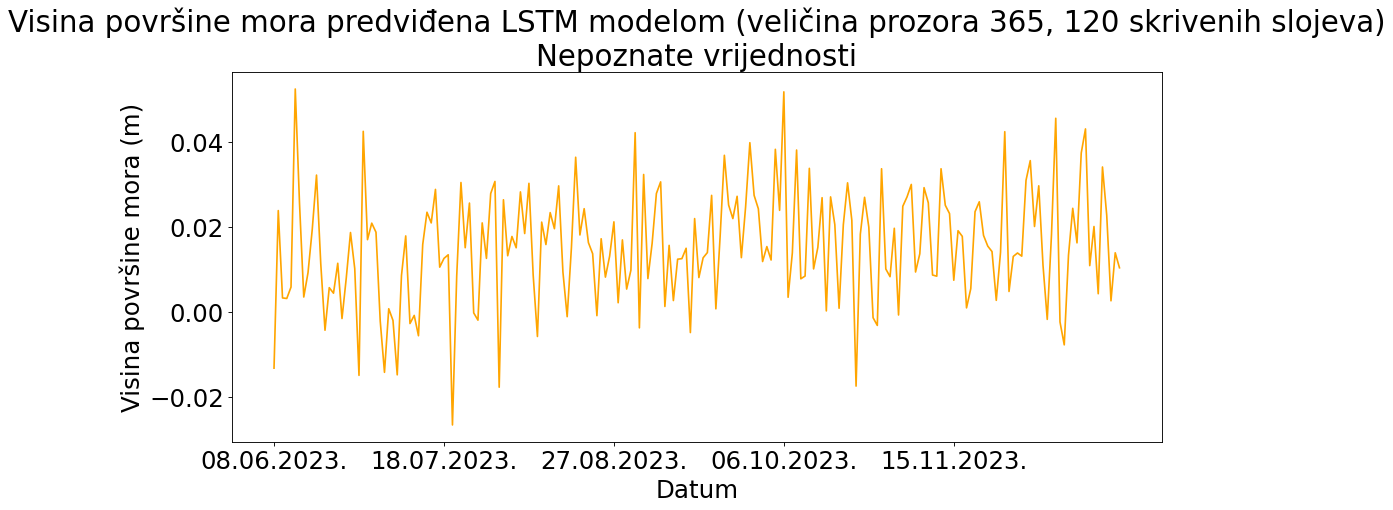 Visina površine mora predviđena LSTM modelom (veličina prozora 365, 120 skrivenih slojeva)
Nepoznate vrijednosti
Visina površine mora (m)
0.04
0.02
0.00
−0.02
08.06.2023. 18.07.2023. 27.08.2023. 06.10.2023. 15.11.2023.
Datum